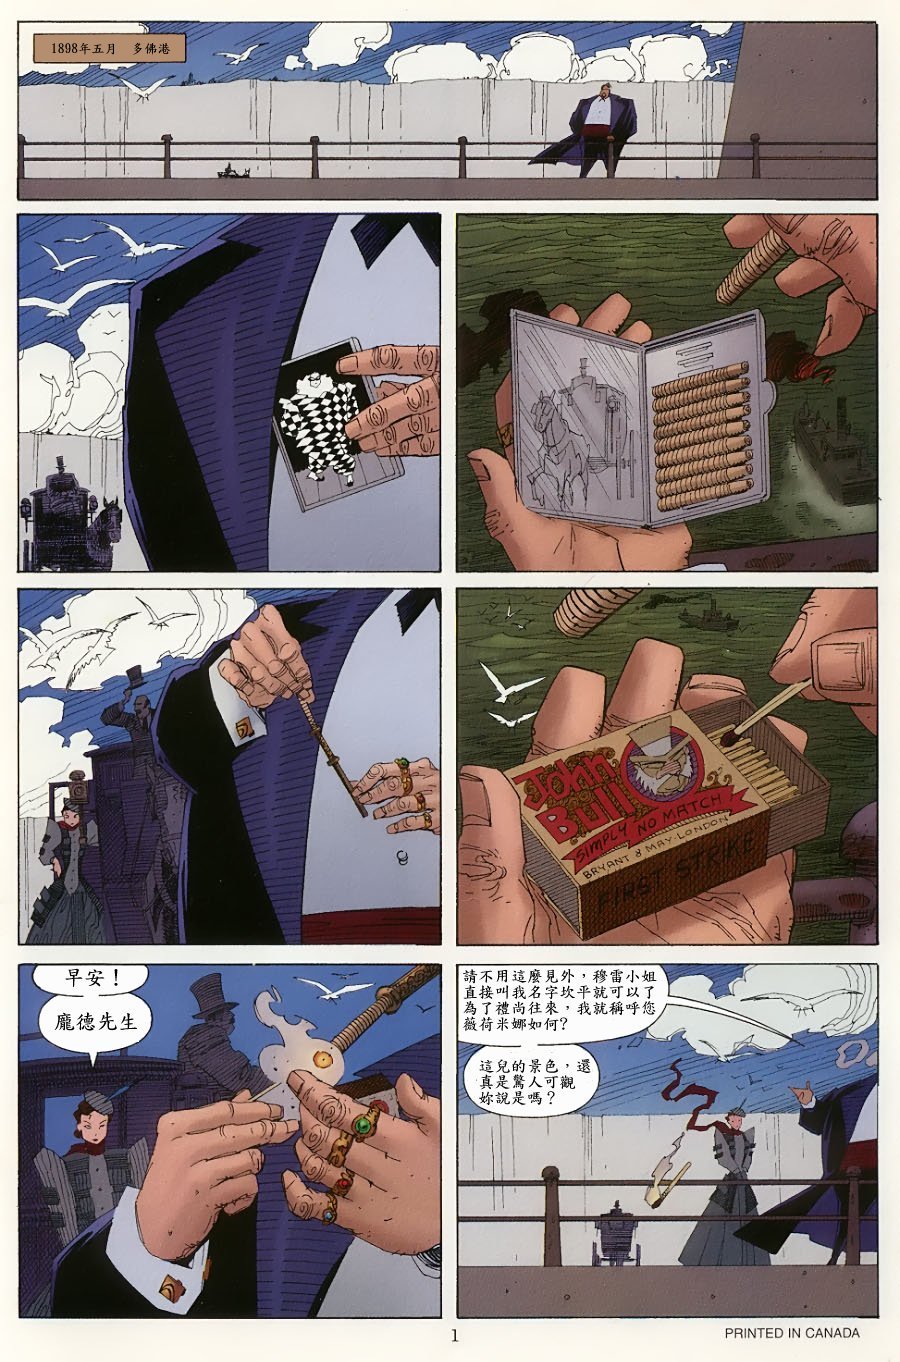 1898年五月　多佛港
John
Bull
SIMPLY NO MATCH
BRYANT & MAY·LONDON
FIRST STRIKE
早安！
龐德先生
請不用這麼見外，穆雷小姐
直接叫我名字坎平就可以了
為了禮尚往來，我就稱呼您
薇荷米娜如何？
這兒的景色，還
真是驚人可觀
妳說是嗎？
1
PRINTED IN CANADA